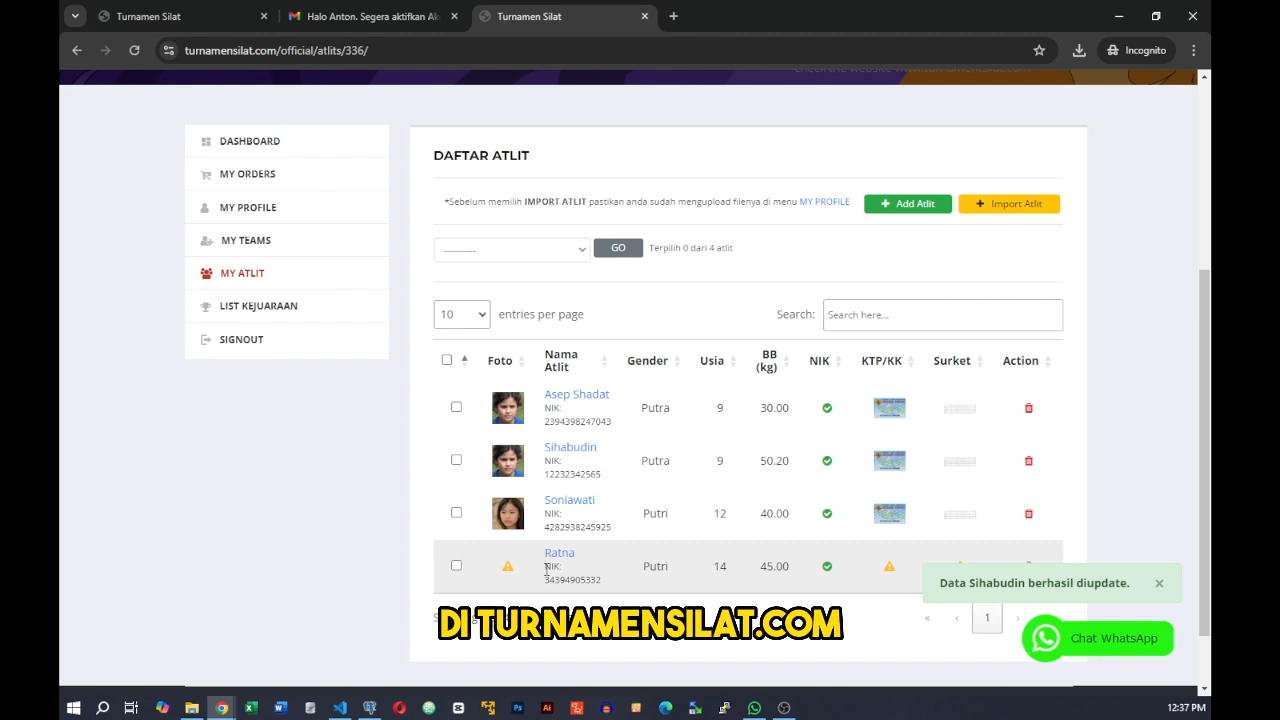 Turnamen Silat
Halo Anton. Segera aktifkan Ak
Turnamen Silat
turnamensilat.com/official/atlits/336/
Incognito
DASHBOARD
MY ORDERS
MY PROFILE
MY TEAMS
MY ATLIT
LIST KEJUARAAN
SIGNOUT
DAFTAR ATLIT
*Sebelum memilih IMPORT ATLIT pastikan anda sudah mengupload filenya di menu MY PROFILE
+ Add Atlit
+ Import Atlit
---------
GO
Terpilih 0 dari 4 atlit
10 entries per page
Search: Search here...
Foto Nama Atlit Gender Usia BB (kg) NIK KTP/KK Surket Action
Asep Shadat
NIK:
2394398247043
Putra 9 30.00
Sihabudin
NIK:
12232342565
Putra 9 50.20
Soniawati
NIK:
4282938245925
Putri 12 40.00
Ratna
NIK:
34394905332
Putri 14 45.00
Data Sihabudin berhasil diupdate.
« ‹ 1 ›
DI TURNAMENSILAT.COM
Chat WhatsApp
12:37 PM